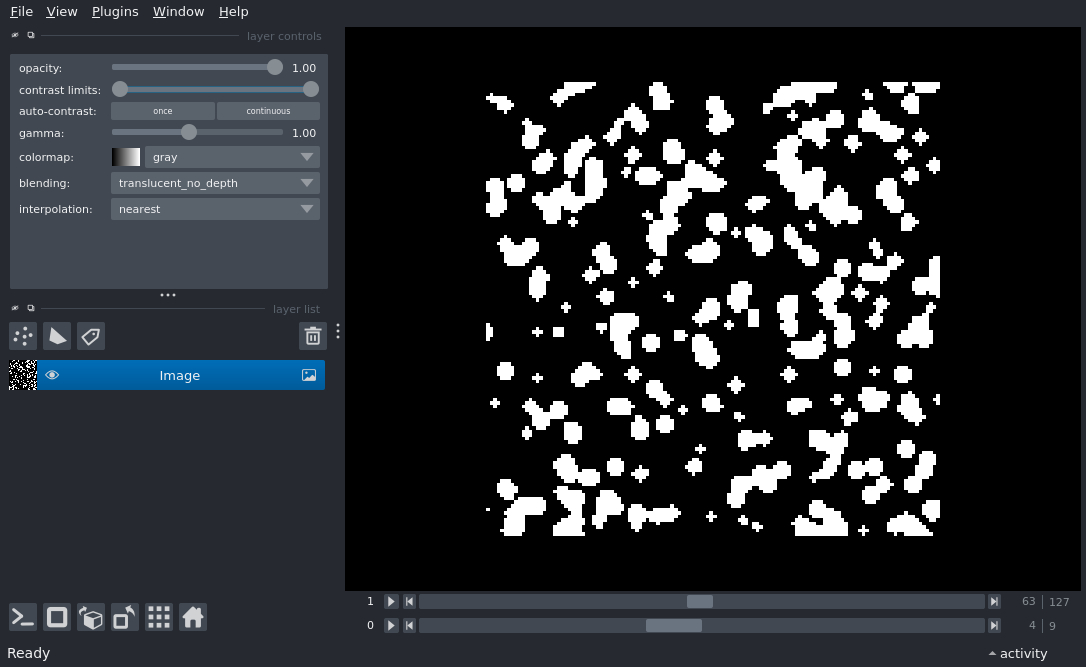 File View Plugins Window Help
layer controls
opacity: 1.00
contrast limits:
auto-contrast: once continuous
gamma: 1.00
colormap: gray
blending: translucent_no_depth
interpolation: nearest
layer list
Image
1 63 127
0 4 9
Ready activity